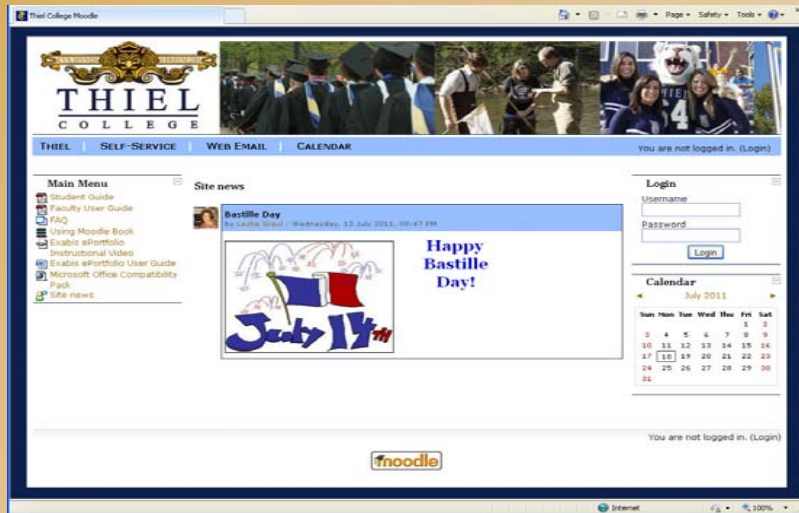 Thiel College Moodle
Page Safety Tools
THIEL
COLLEGE
64
THIEL | SELF-SERVICE | WEB EMAIL | CALENDAR
You are not logged in. (Login)
Main Menu
Student Guide
Faculty User Guide
FAQ
Using Moodle Book
Exabis ePortfolio
Instructional Video
Exabis ePortfolio User Guide
Microsoft Office Compatibility
Pack
Site news
Site news
Bastille Day
by - Wednesday, 13 July 2011, 09:47 PM
July 14TH
Happy
Bastille
Day!
Login
Username
Password
Login
Calendar
July 2011
Sun Mon Tue Wed Thu Fri Sat
1 2
3 4 5 6 7 8 9
10 11 12 13 14 15 16
17 18 19 20 21 22 23
24 25 26 27 28 29 30
31
You are not logged in. (Login)
moodle
Internet
100%